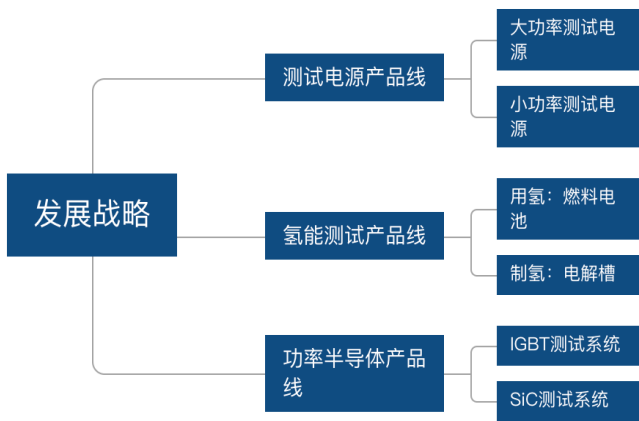 发展战略
测试电源产品线
大功率测试电
源
小功率测试电
源
氢能测试产品线
用氢：燃料电
池
制氢：电解槽
功率半导体产品
线
IGBT测试系统
SiC测试系统